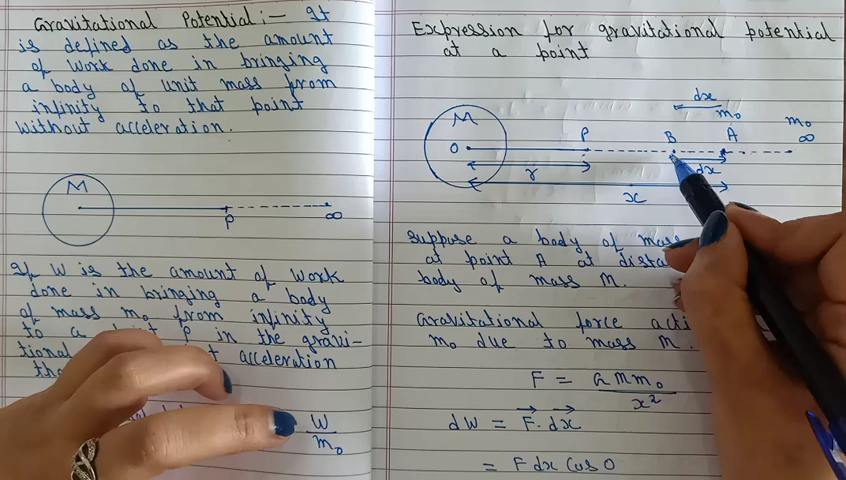 Gravitational Potential:- It
is defined as the amount
of work done in bringing
a body of unit mass from
infinity to that point
without acceleration.
M
P
∞
If W is the amount of work
done in bringing a body
of mass m₀ from infinity
to a P in the gravi-
tional acceleration
W
m₀
Expression for gravitational potential
at a point
dx
M
m₀
m₀
O
P
B
A
∞
r
dx
x
Suppose a body of mass
at point A at
body of mass M.
Gravitational force
m₀ due to mass M.
F = GMm₀/x²
dW = F⃗. dx⃗
= F dx Cos 0